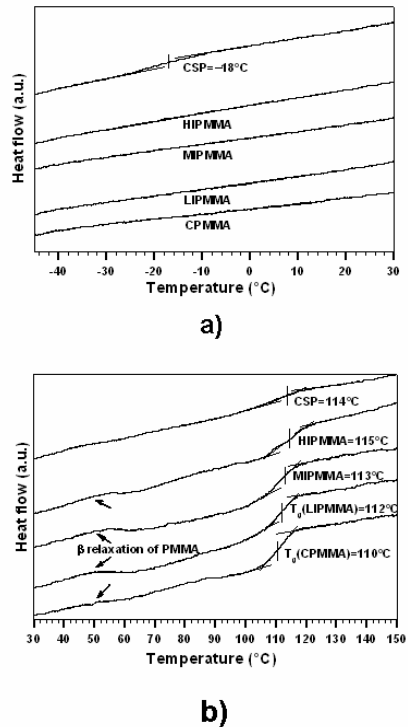 Heat flow (a.u.)
CSP=–18°C
HIPMMA
MIPMMA
LIPMMA
CPMMA
-40 -30 -20 -10 0 10 20 30
Temperature (°C)
a)
Heat flow (a.u.)
CSP=114°C
HIPMMA=115°C
MIPMMA=113°C
Tg(LIPMMA)=112°C
β relaxation of PMMA
Tg(CPMMA)=110°C
30 40 50 60 70 80 90 100 110 120 130 140 150
Temperature (°C)
b)